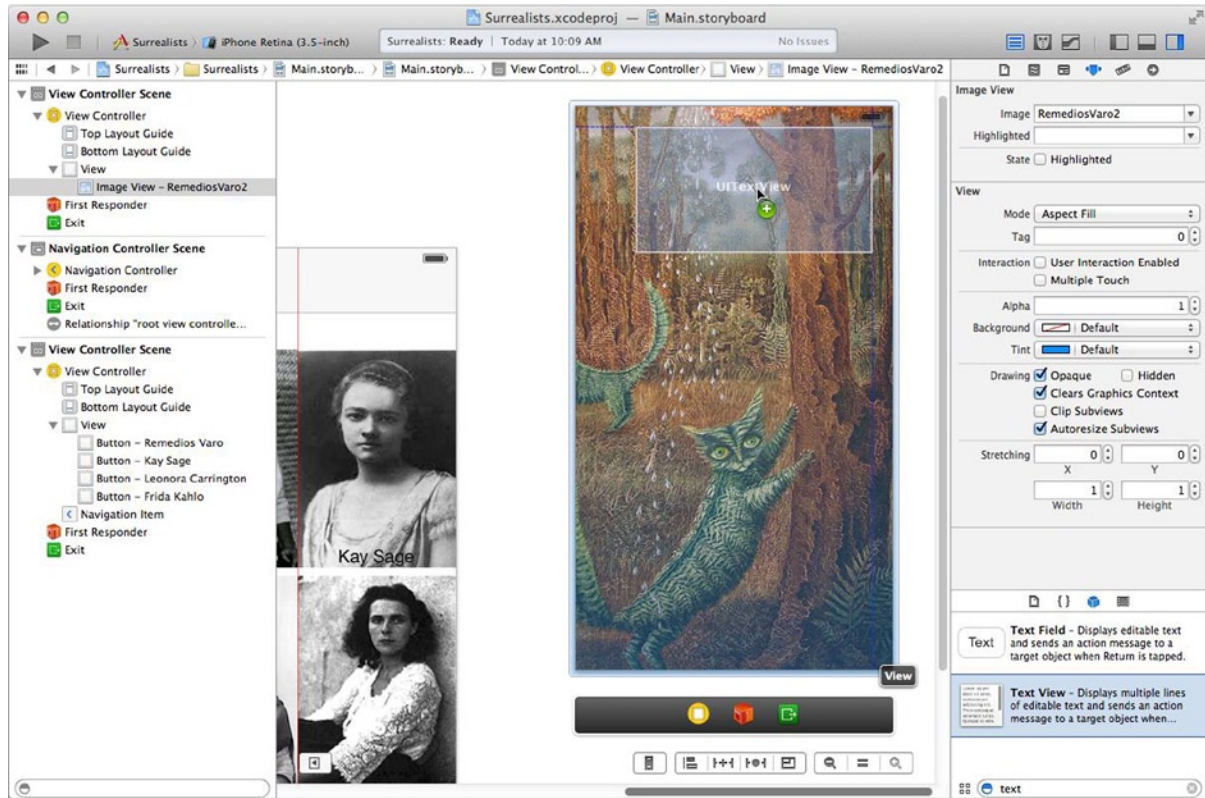 Surrealists.xcodeproj — Main.storyboard
Surrealists
iPhone Retina (3.5-inch)
Surrealists: Ready | Today at 10:09 AM
No Issues
Surrealists
Surrealists
Main.storyb...
Main.storyb...
View Control...
View Controller
View
Image View – RemediosVaro2
View Controller Scene
View Controller
Top Layout Guide
Bottom Layout Guide
View
Image View – RemediosVaro2
First Responder
Exit
Navigation Controller Scene
Navigation Controller
First Responder
Exit
Relationship "root view controlle...
View Controller Scene
View Controller
Top Layout Guide
Bottom Layout Guide
View
Button – Remedios Varo
Button – Kay Sage
Button – Leonora Carrington
Button – Frida Kahlo
Navigation Item
First Responder
Exit
Kay Sage
UITextView
View
Image View
Image RemediosVaro2
Highlighted
State Highlighted
View
Mode Aspect Fill
Tag 0
Interaction User Interaction Enabled
Multiple Touch
Alpha 1
Background Default
Tint Default
Drawing Opaque Hidden
Clears Graphics Context
Clip Subviews
Autoresize Subviews
Stretching 0 0
X Y
1 1
Width Height
{ }
Text
Text Field – Displays editable text
and sends an action message to a
target object when Return is tapped.
Text View – Displays multiple lines
of editable text and sends an action
message to a target object when...
text